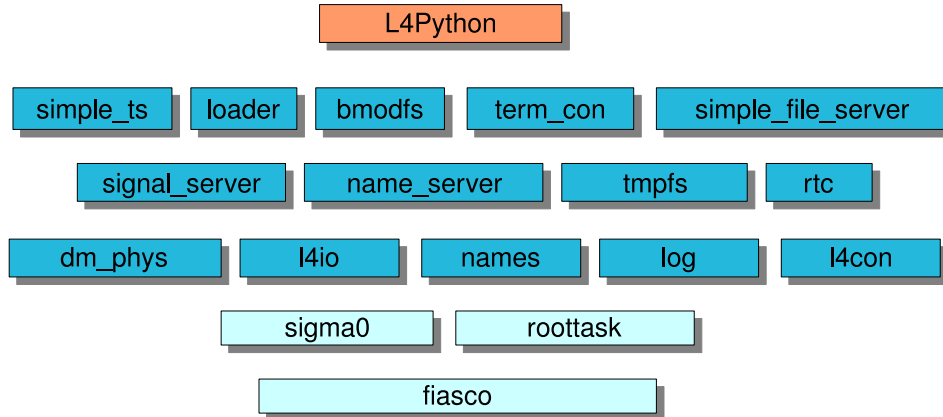 L4Python
simple_ts loader bmodfs term_con simple_file_server
signal_server name_server tmpfs rtc
dm_phys l4io names log l4con
sigma0 roottask
fiasco